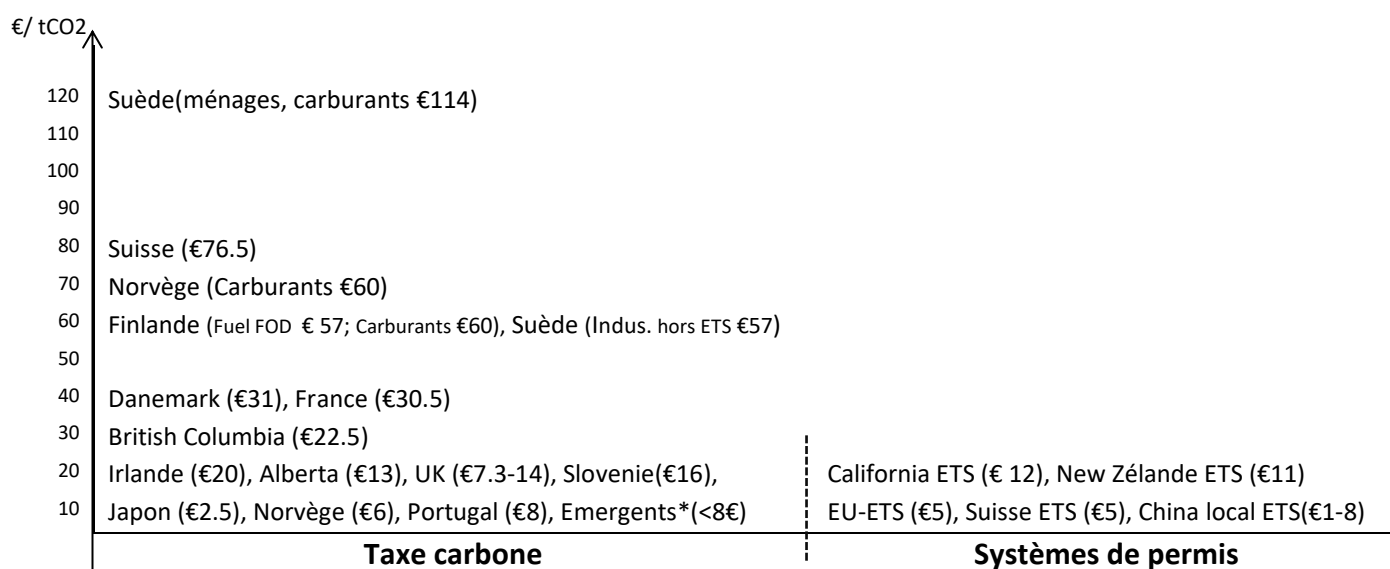 €/ tCO2
120 Suède(ménages, carburants €114)
110
100
90
80 Suisse (€76.5)
70 Norvège (Carburants €60)
60 Finlande (Fuel FOD € 57; Carburants €60), Suède (Indus. hors ETS €57)
50
40 Danemark (€31), France (€30.5)
30 British Columbia (€22.5)
20 Irlande (€20), Alberta (€13), UK (€7.3-14), Slovenie(€16), California ETS (€ 12), New Zélande ETS (€11)
10 Japon (€2.5), Norvège (€6), Portugal (€8), Emergents*(<8€) EU-ETS (€5), Suisse ETS (€5), China local ETS(€1-8)
Taxe carbone Systèmes de permis